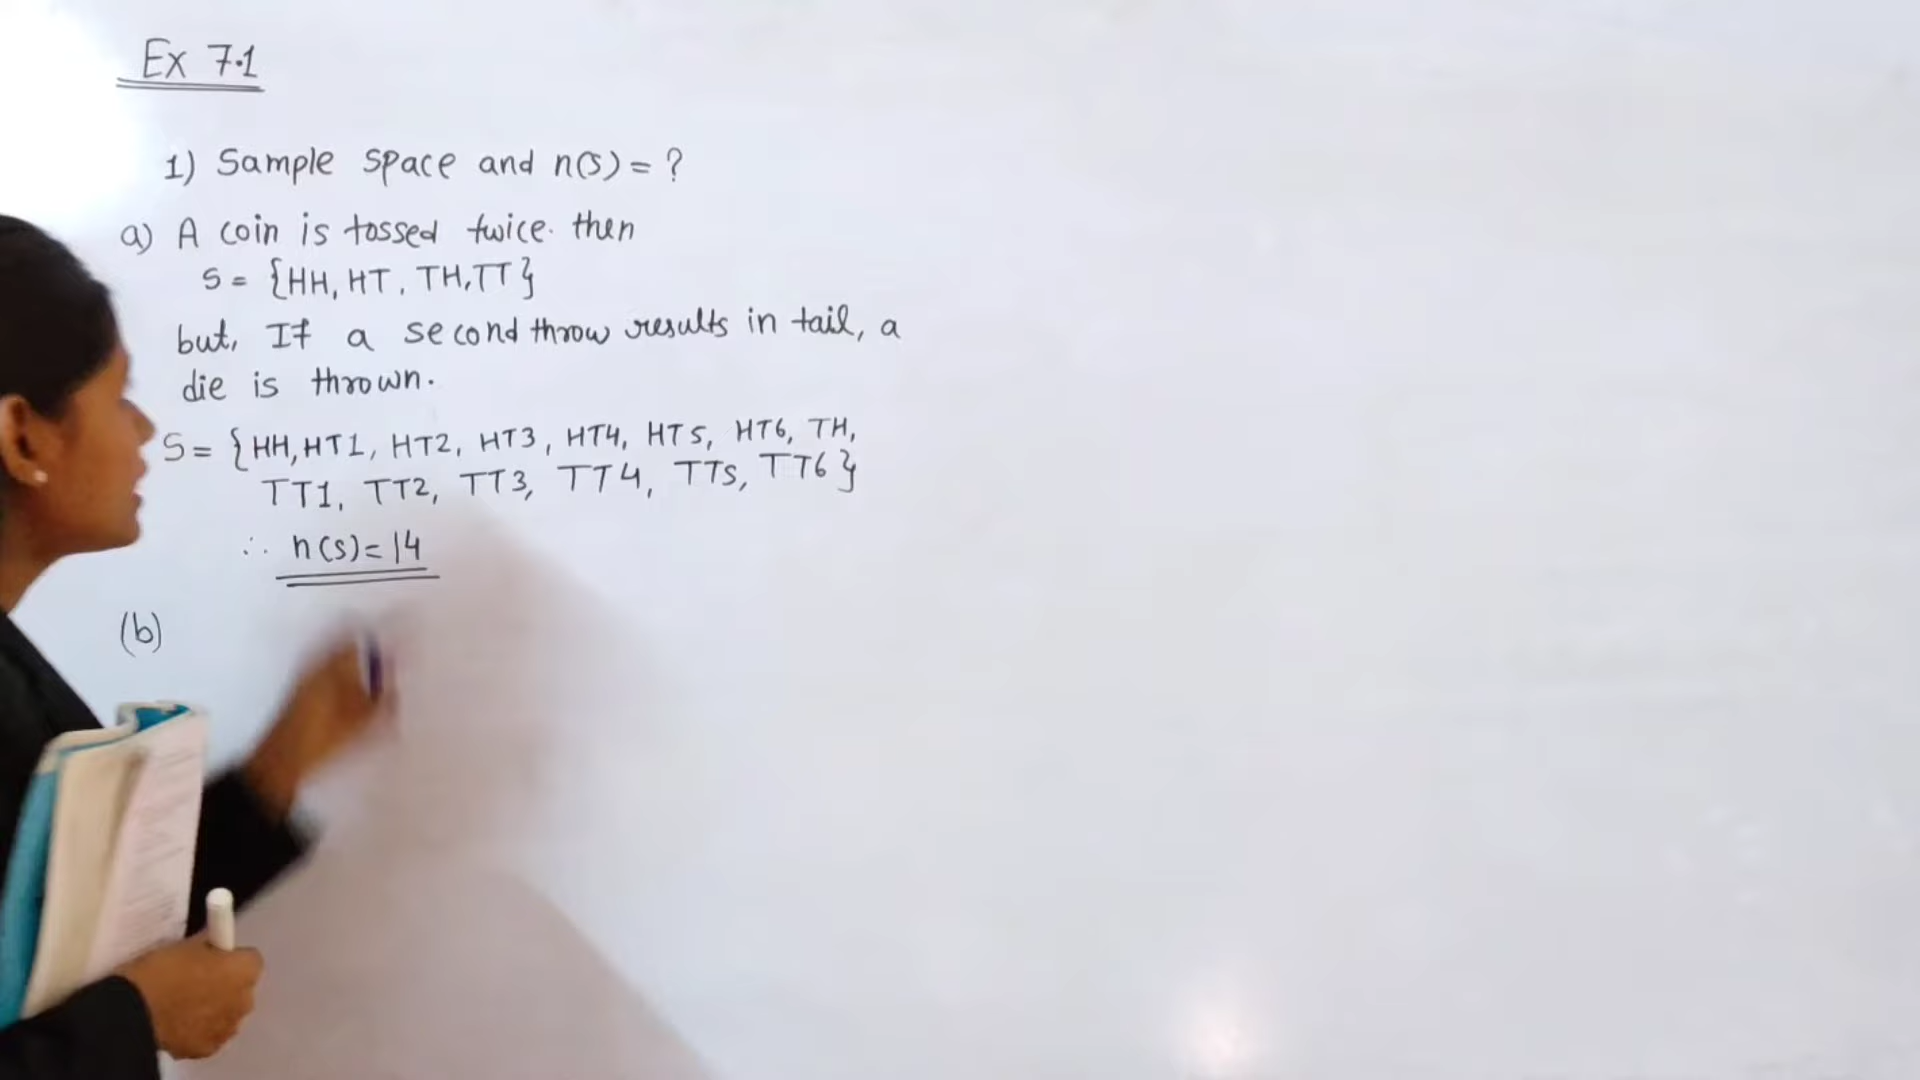 Ex 7.1
1) Sample space and n(s) = ?
a) A coin is tossed twice. then
S = {HH, HT, TH, TT}
but, If a second throw results in tail, a
die is thrown.
S = {HH, HT1, HT2, HT3, HT4, HT5, HT6, TH,
TT1, TT2, TT3, TT4, TT5, TT6}
∴ n(s) = 14
(b)